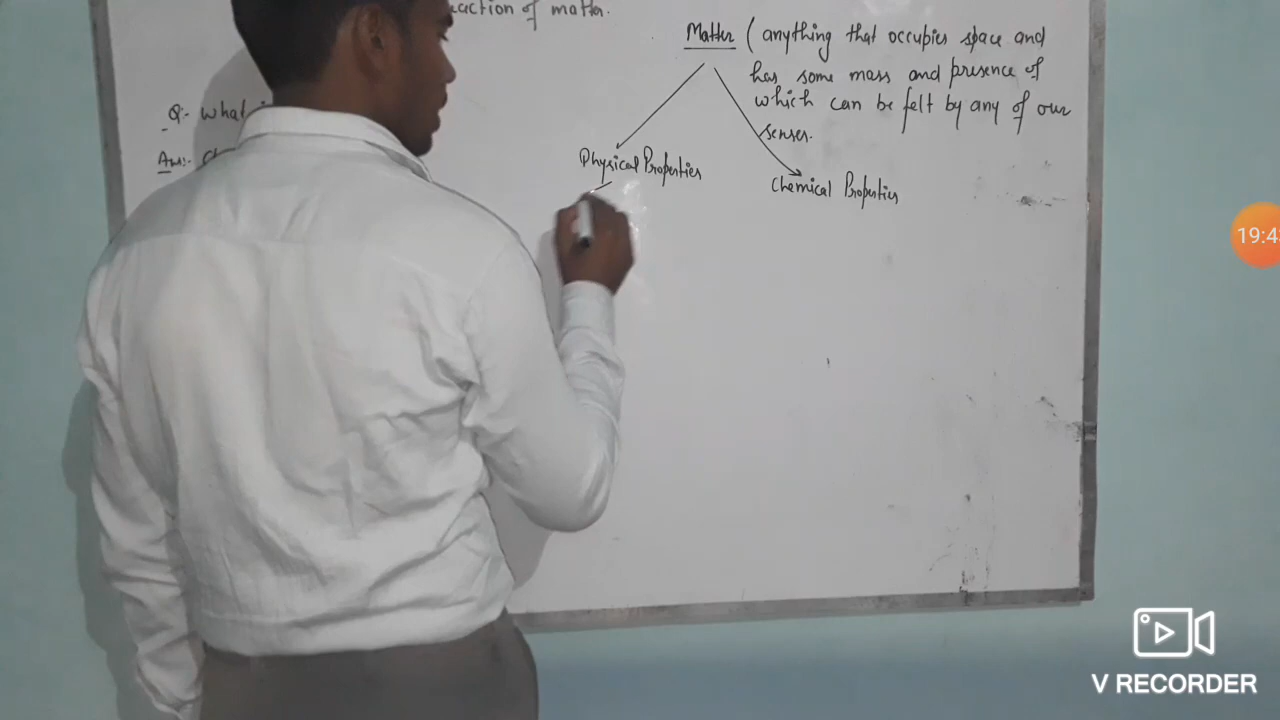 of matter.
Matter (anything that occupies space and
has some mass and presence of
which can be felt by any of our
senses.
Q:- What
Ans:-
Physical Properties
Chemical Properties
19:4
V RECORDER